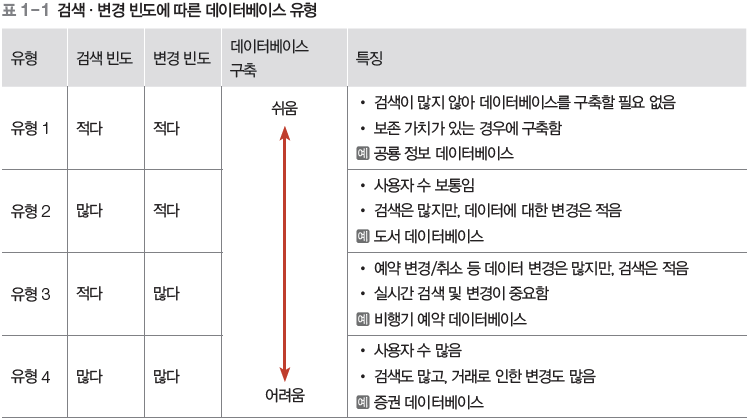 표 1-1 검색·변경 빈도에 따른 데이터베이스 유형
유형 검색 빈도 변경 빈도 데이터베이스 구축 특징
쉬움
유형 1 적다 적다
• 검색이 많지 않아 데이터베이스를 구축할 필요 없음
• 보존 가치가 있는 경우에 구축함
예 공룡 정보 데이터베이스
유형 2 많다 적다
• 사용자 수 보통임
• 검색은 많지만, 데이터에 대한 변경은 적음
예 도서 데이터베이스
유형 3 적다 많다
• 예약 변경/취소 등 데이터 변경은 많지만, 검색은 적음
• 실시간 검색 및 변경이 중요함
예 비행기 예약 데이터베이스
유형 4 많다 많다
• 사용자 수 많음
• 검색도 많고, 거래로 인한 변경도 많음
예 증권 데이터베이스
어려움